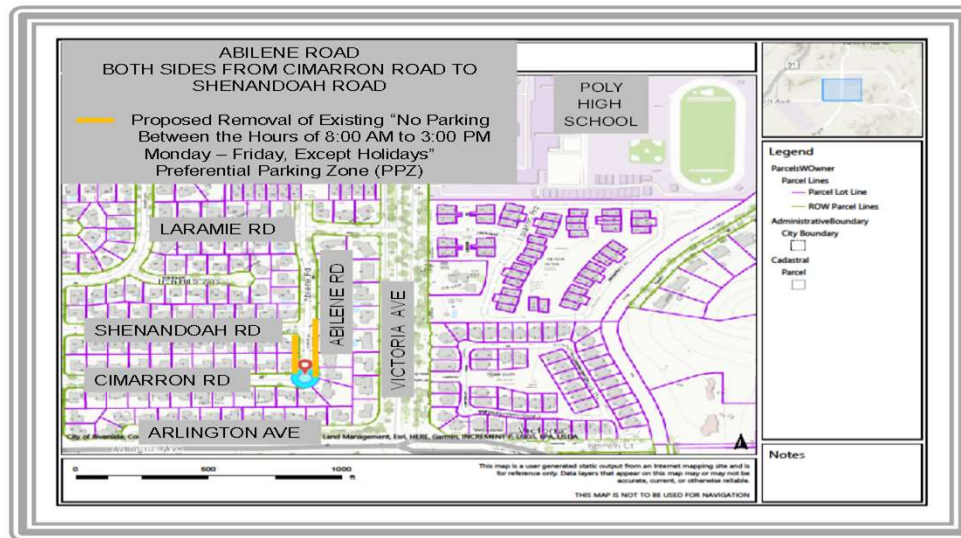 ABILENE ROAD
BOTH SIDES FROM CIMARRON ROAD TO
SHENANDOAH ROAD
Proposed Removal of Existing "No Parking
Between the Hours of 8:00 AM to 3:00 PM
Monday – Friday, Except Holidays"
Preferential Parking Zone (PPZ)
POLY
HIGH
SCHOOL
91
LARAMIE RD
SHENANDOAH RD
ABILENE RD
VICTORIA AVE
CIMARRON RD
ARLINGTON AVE
Legend
ParcelsWOwner
Parcel Lines
Parcel Lot Line
ROW Parcel Lines
AdministrativeBoundary
City Boundary
Cadastral
Parcel
Victoria
City of Riverside,
Land Management, Esri, HERE, Garmin, INCREMENT P, USGS, EPA, USDA
Notes
0 500 1000
ft
This map is a user generated static output from an Internet mapping site and is
for reference only. Data layers that appear on this map may or may not be
accurate, current, or otherwise reliable.
THIS MAP IS NOT TO BE USED FOR NAVIGATION